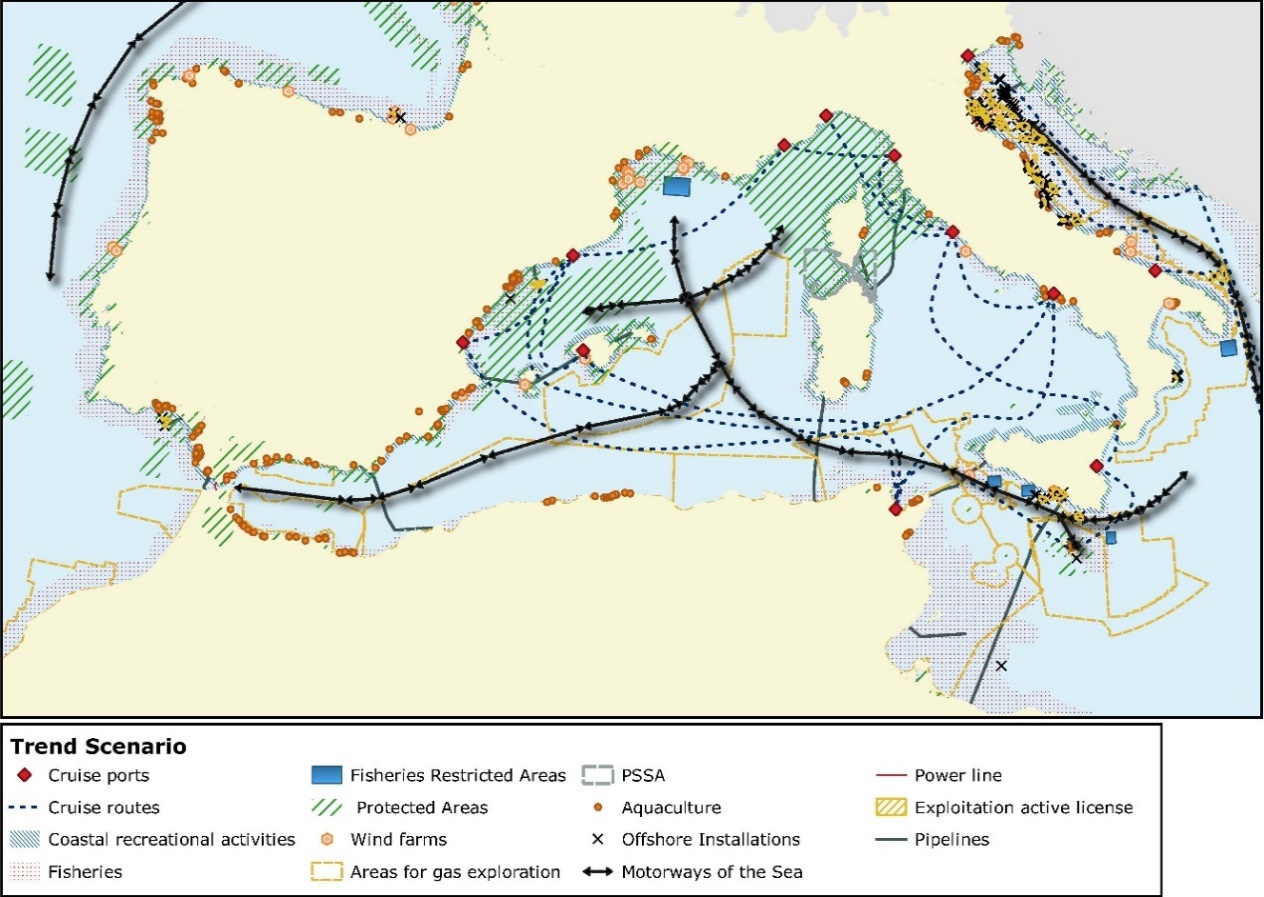 Trend Scenario
Cruise ports
Cruise routes
Coastal recreational activities
Fisheries
Fisheries Restricted Areas
Protected Areas
Wind farms
Areas for gas exploration
PSSA
Aquaculture
Offshore Installations
Motorways of the Sea
Power line
Exploitation active license
Pipelines